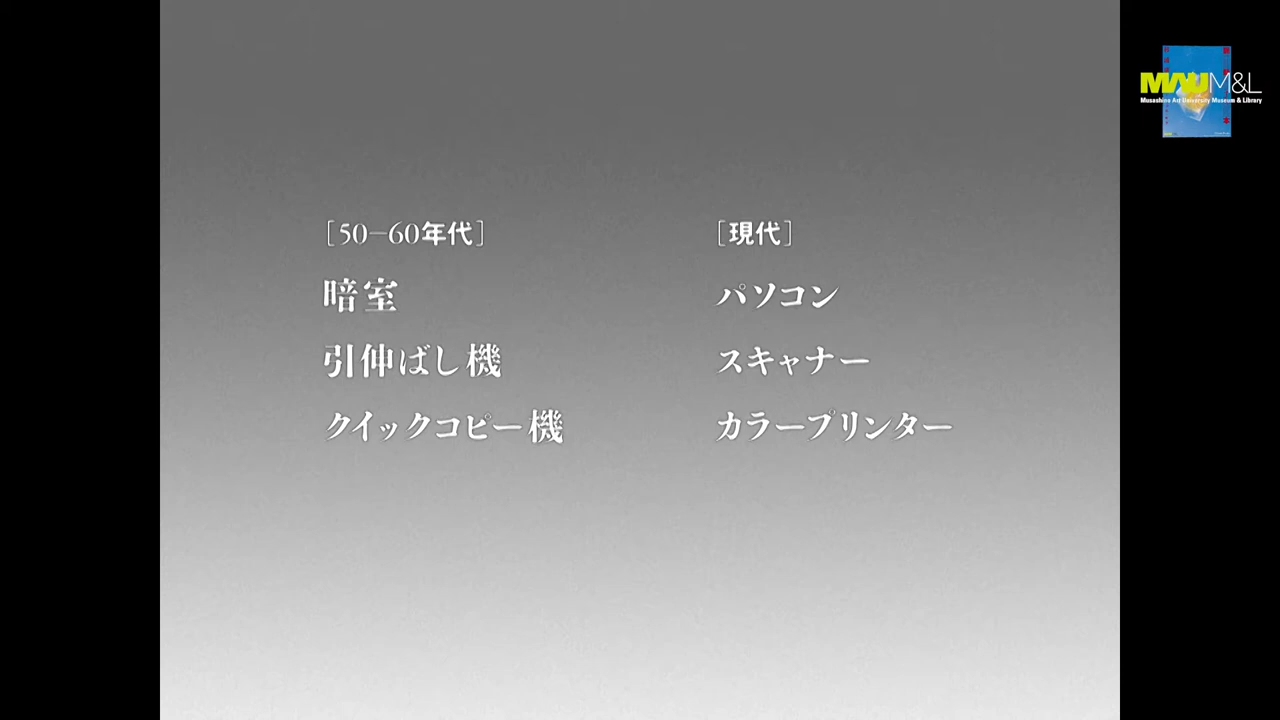 [50−60年代]
暗室
引伸ばし機
クイックコピー機
[現代]
パソコン
スキャナー
カラープリンター
MAU M&L
Musashino Art University Museum & Library